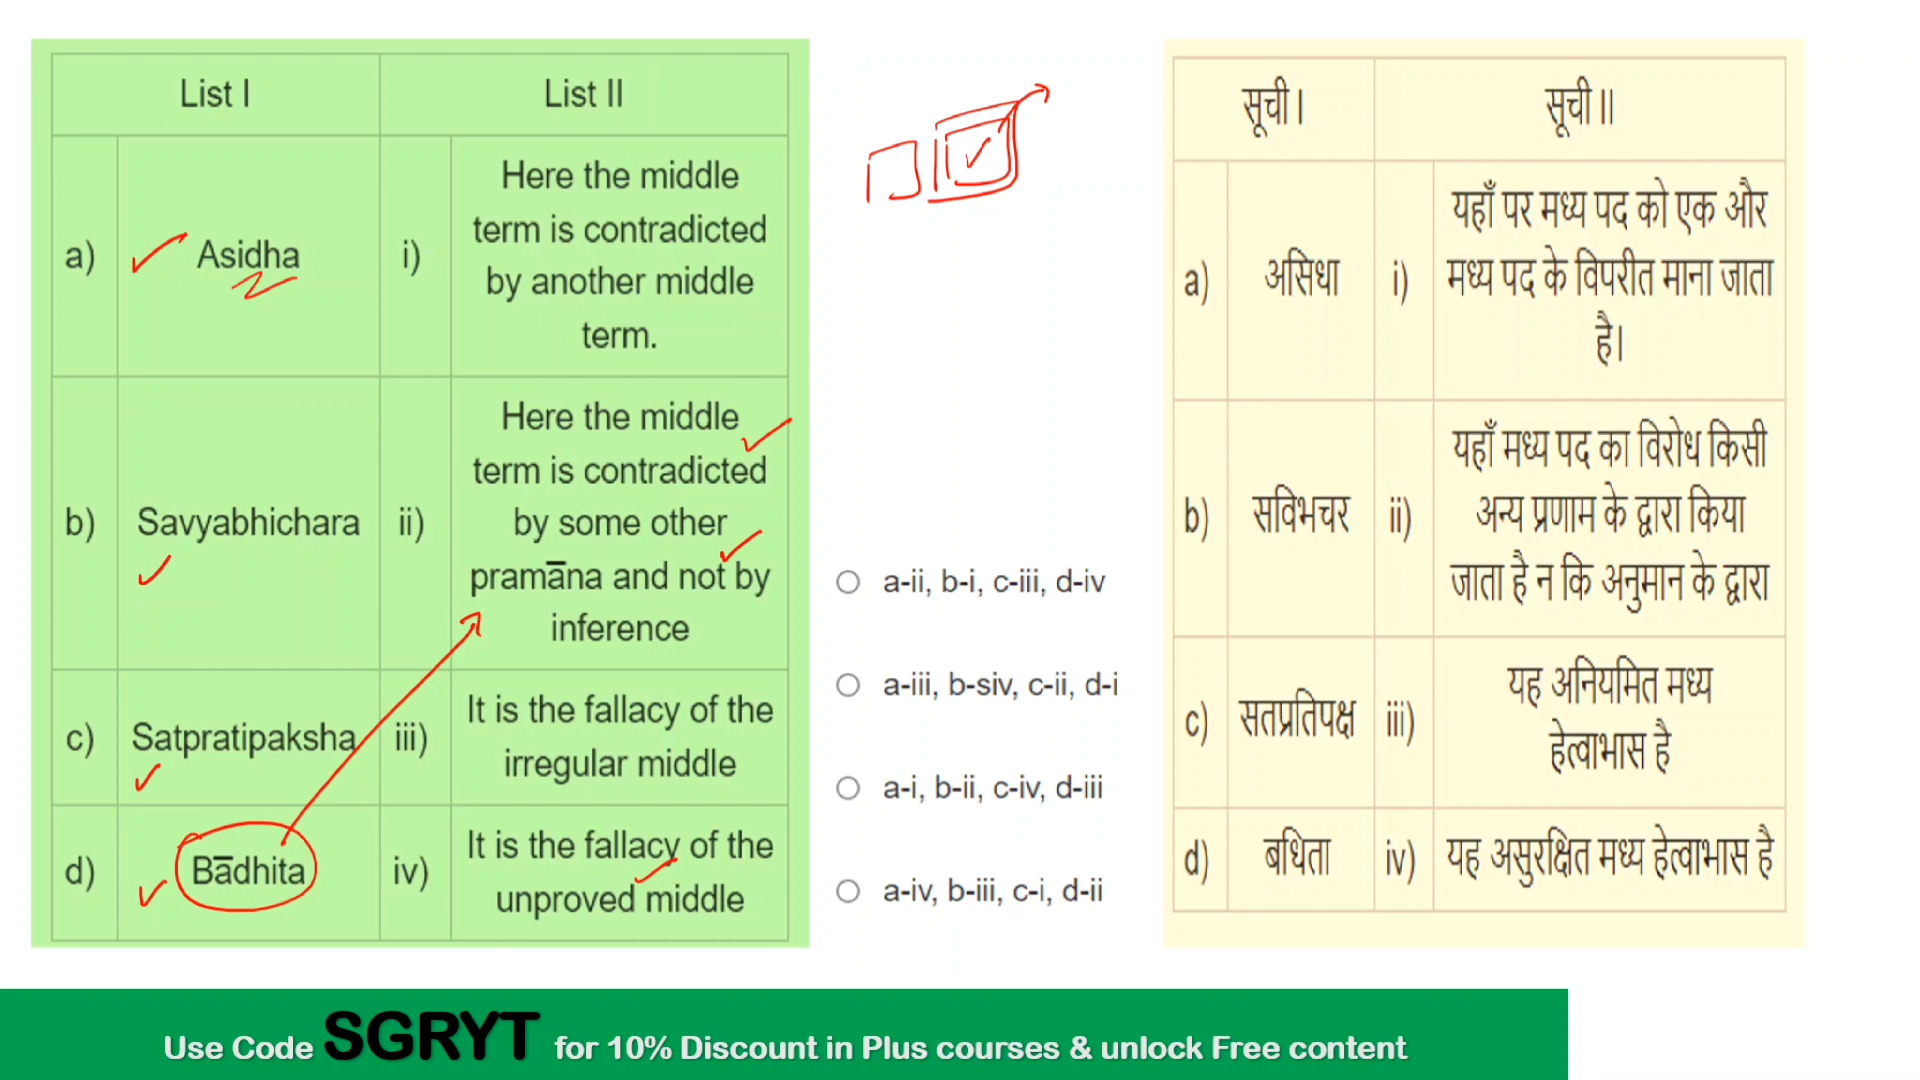 List I
List II
a)
Asidha
i)
Here the middle
term is contradicted
by another middle
term.
b)
Savyabhichara
ii)
Here the middle
term is contradicted
by some other
pramāna and not by
inference
c)
Satpratipaksha
iii)
It is the fallacy of the
irregular middle
d)
Bādhita
iv)
It is the fallacy of the
unproved middle
a-ii, b-i, c-iii, d-iv
a-iii, b-siv, c-ii, d-i
a-i, b-ii, c-iv, d-iii
a-iv, b-iii, c-i, d-ii
सूची I
सूची II
a)
असिधा
i)
यहाँ पर मध्य पद को एक और
मध्य पद के विपरीत माना जाता
है।
b)
सविभचर
ii)
यहाँ मध्य पद का विरोध किसी
अन्य प्रणाम के द्वारा किया
जाता है न कि अनुमान के द्वारा
c)
सतप्रतिपक्ष
iii)
यह अनियमित मध्य
हेत्वाभास है
d)
बधिता
iv)
यह असुरक्षित मध्य हेत्वाभास है
Use Code SGRYT for 10% Discount in Plus courses & unlock Free content